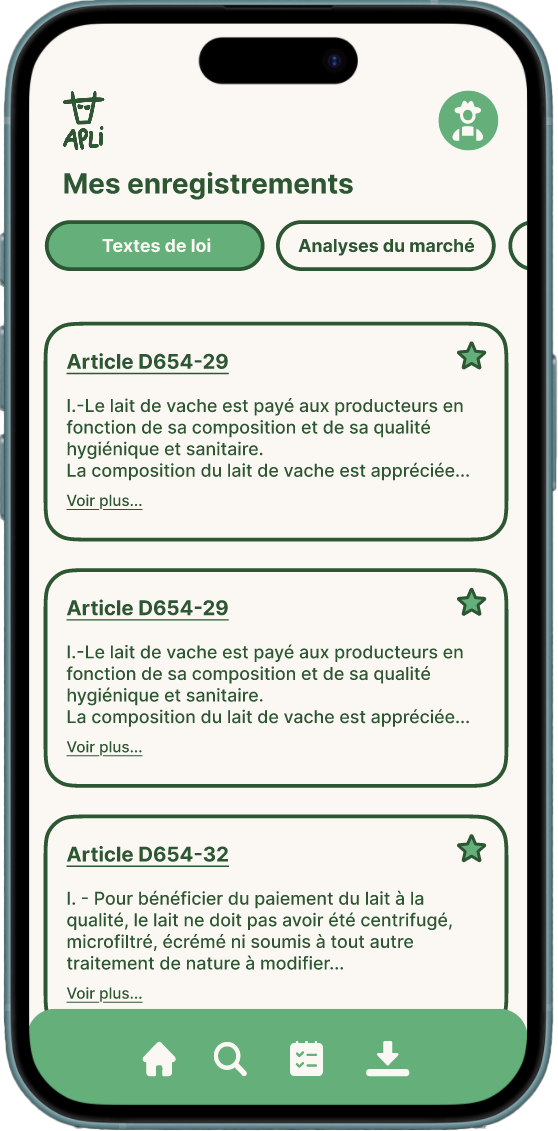 APLi
Mes enregistrements
Textes de loi
Analyses du marché
Article D654-29
I.-Le lait de vache est payé aux producteurs en
fonction de sa composition et de sa qualité
hygiénique et sanitaire.
La composition du lait de vache est appréciée...
Voir plus...
Article D654-29
I.-Le lait de vache est payé aux producteurs en
fonction de sa composition et de sa qualité
hygiénique et sanitaire.
La composition du lait de vache est appréciée...
Voir plus...
Article D654-32
I. - Pour bénéficier du paiement du lait à la
qualité, le lait ne doit pas avoir été centrifugé,
microfiltré, écrémé ni soumis à tout autre
traitement de nature à modifier...
Voir plus...